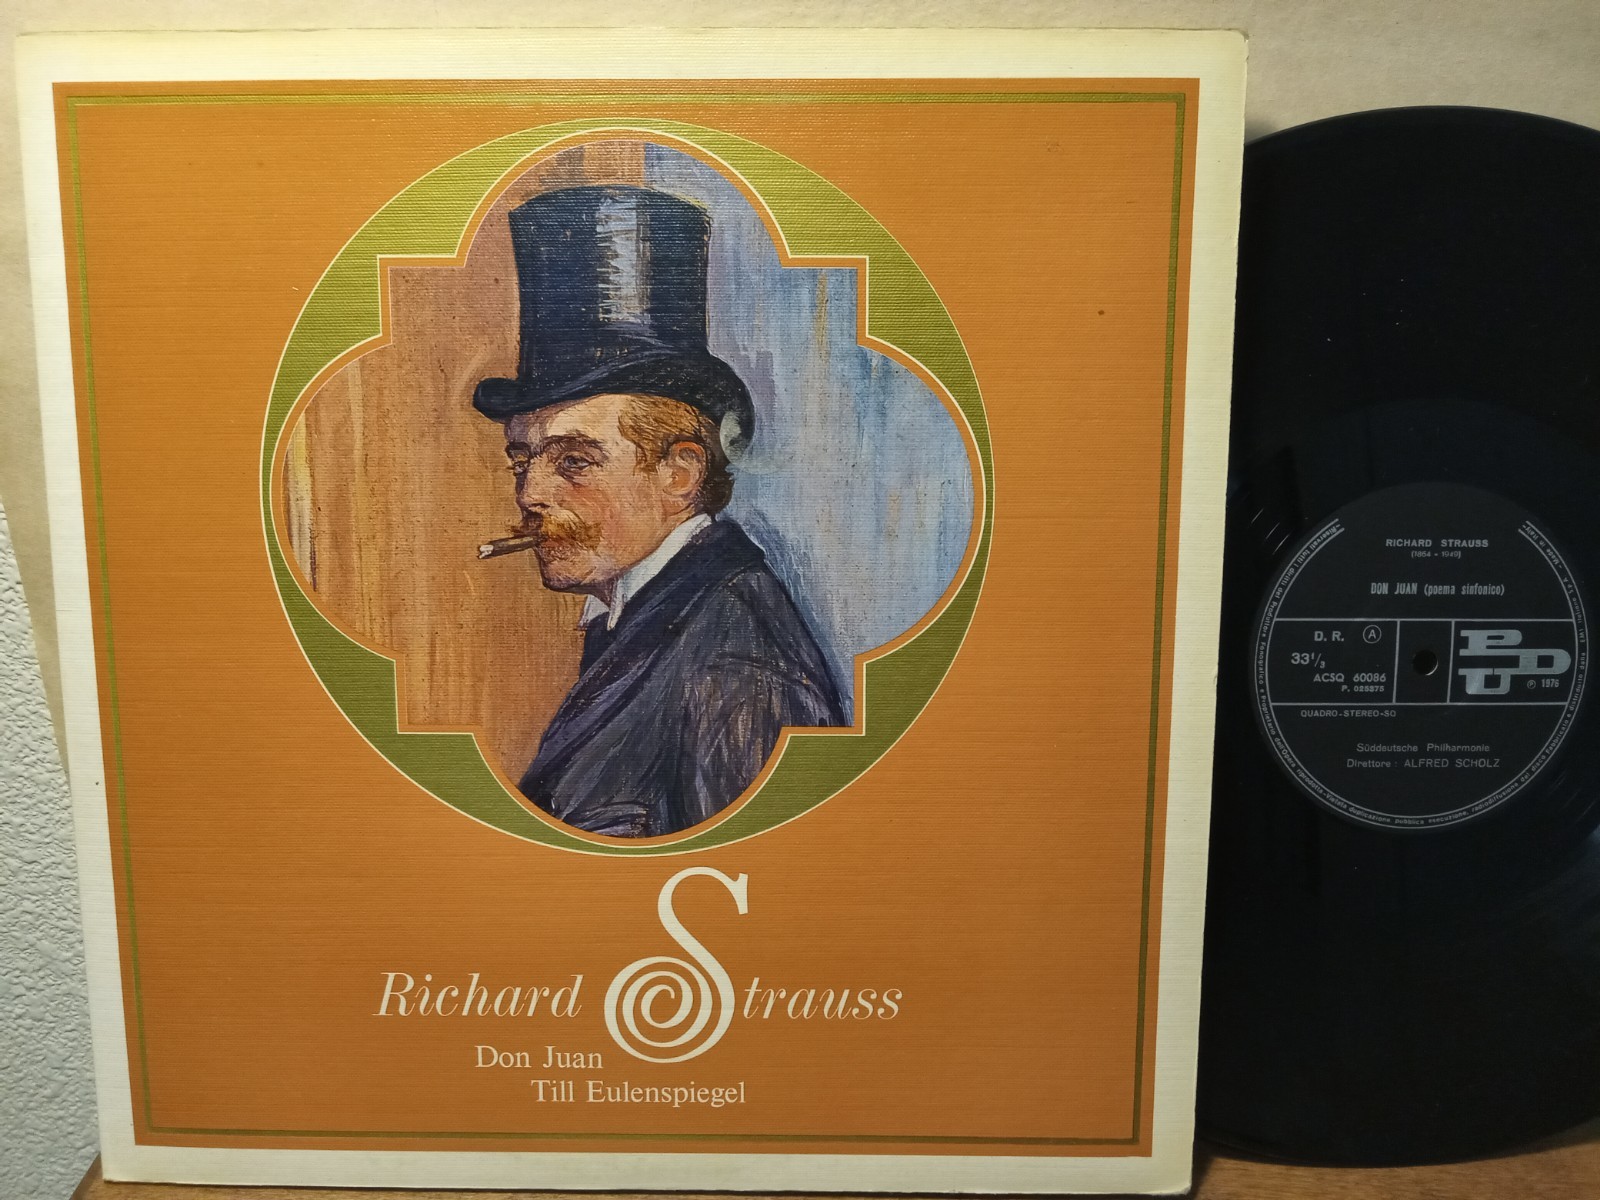 Richard Strauss
Don Juan
Till Eulenspiegel
RICHARD STRAUSS
(1864 - 1949)
DON JUAN (poema sinfonico)
D. R. A
33 1/3
ACSQ 60086
P. 025275
PDU
℗ 1976
QUADRO-STEREO-SQ
Süddeutsche Philharmonie
Direttore: ALFRED SCHOLZ